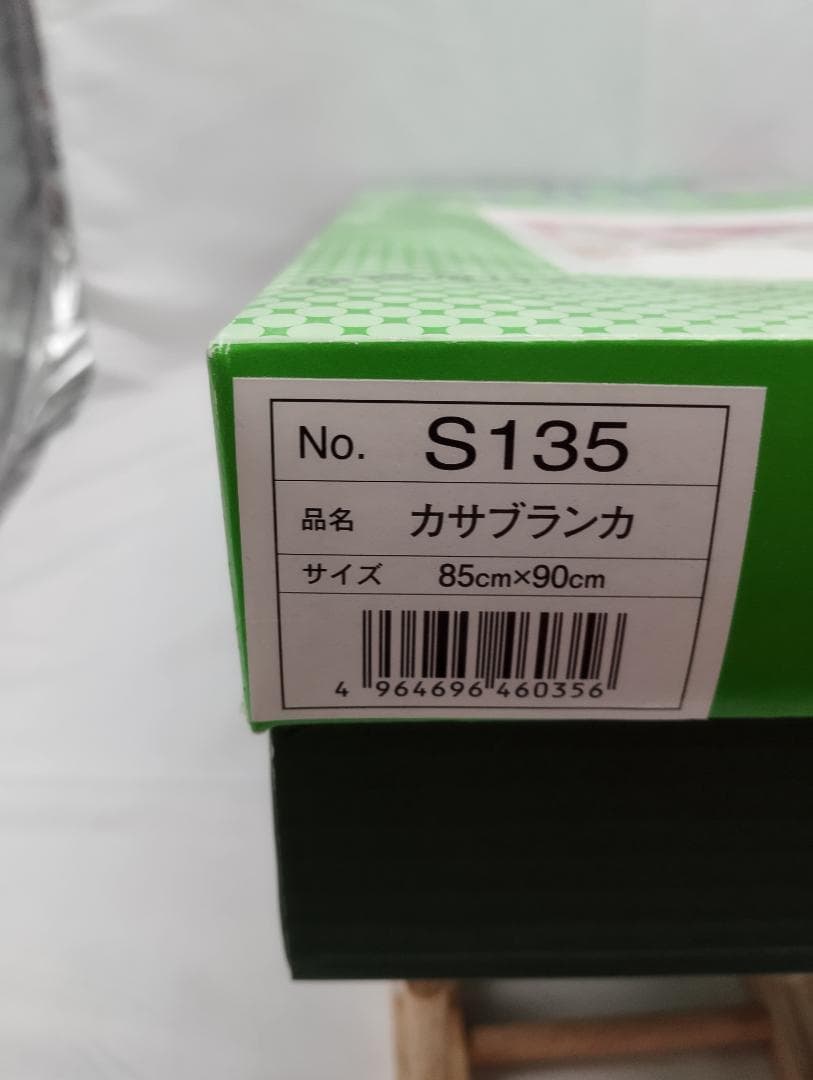 No. S135
品名 カサブランカ
サイズ 85cm×90cm
4 964696 460356